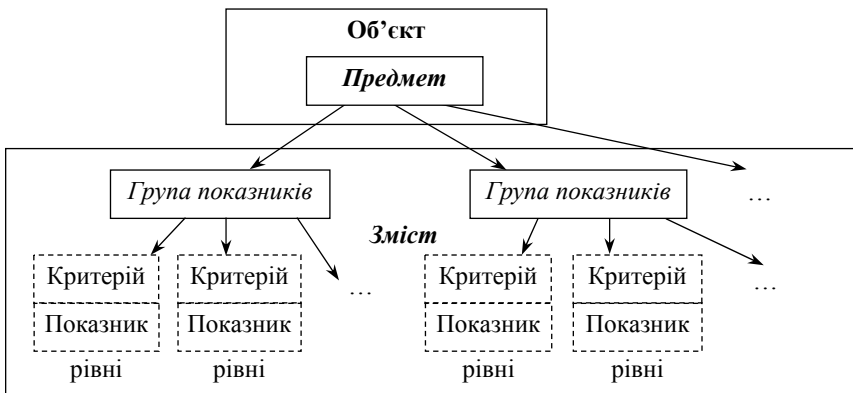 Об’єкт
Предмет
Група показників Група показників …
Зміст
Критерій Критерій … Критерій Критерій …
Показник Показник Показник Показник
рівні рівні рівні рівні